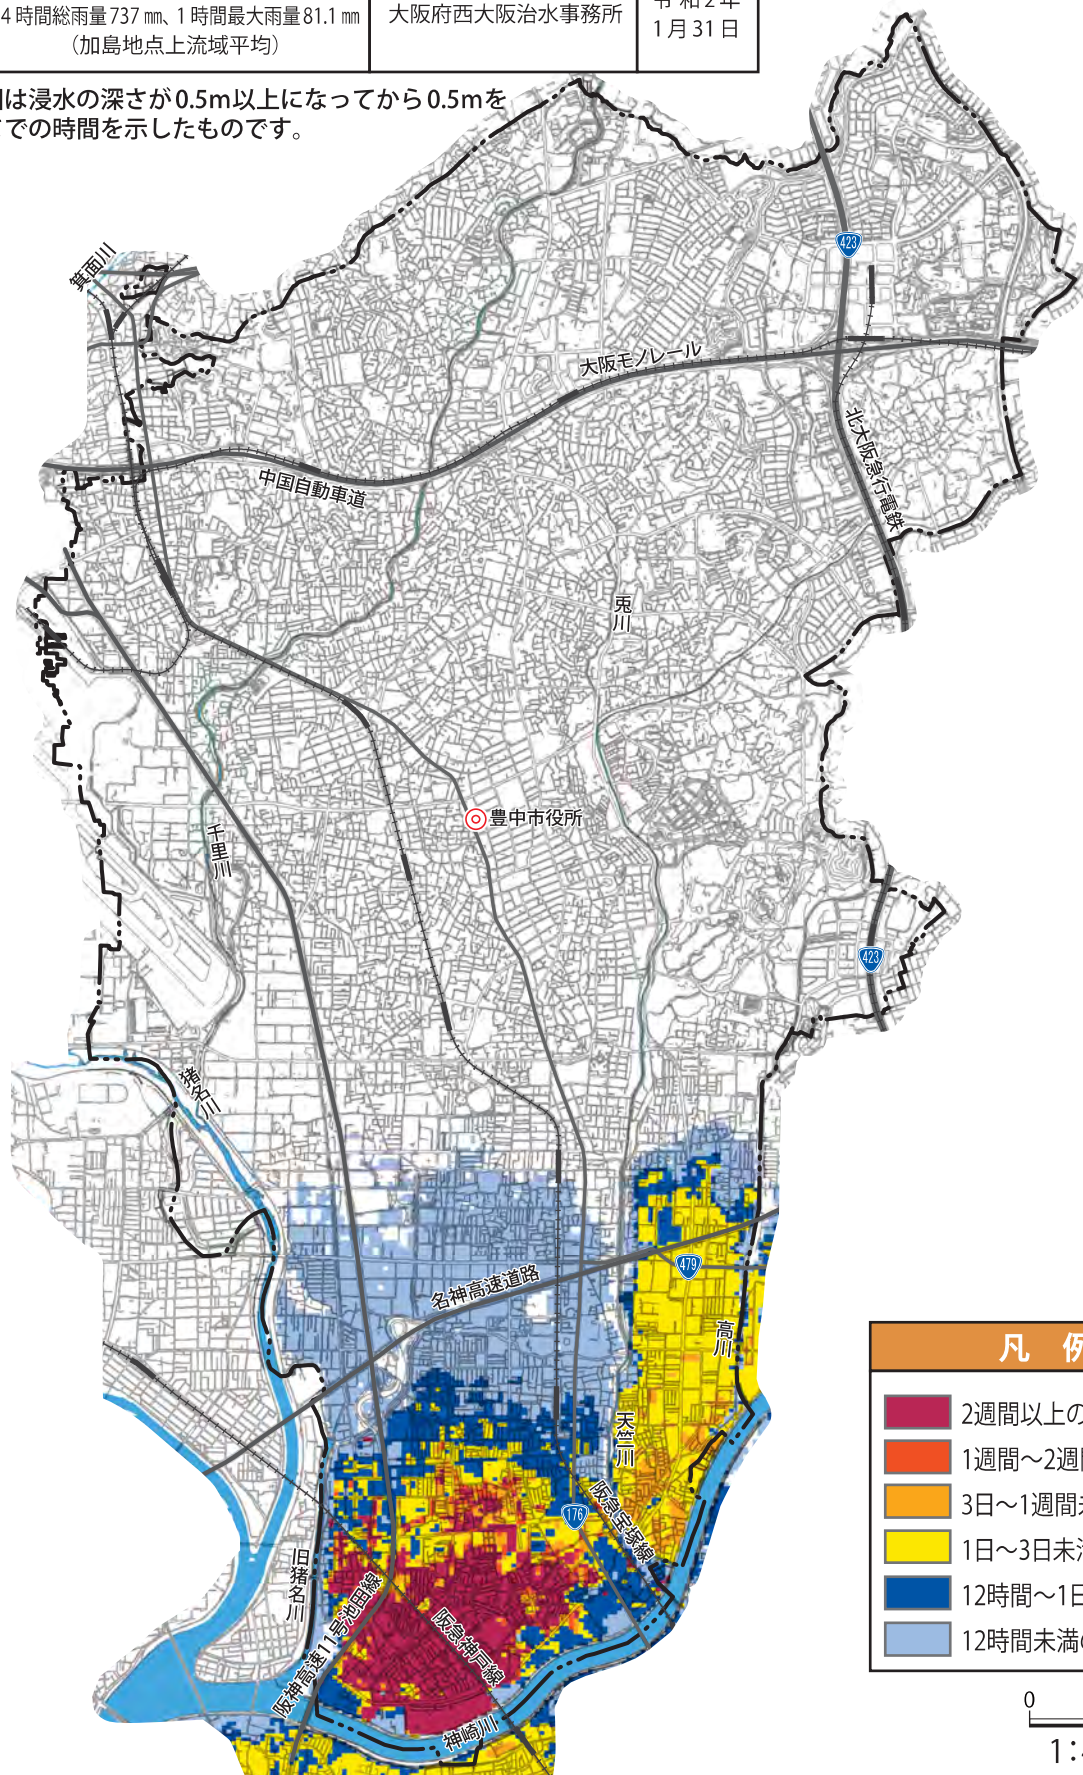 4時間総雨量737㎜、1時間最大雨量81.1㎜
（加島地点上流域平均）
大阪府西大阪治水事務所
令和2年
1月31日
は浸水の深さが0.5m以上になってから0.5mを
での時間を示したものです。
423
箕面川
大阪モノレール
北大阪急行電鉄
中国自動車道
兎川
豊中市役所
千里川
423
猪名川
479
名神高速道路
高川
天竺川
176
阪急宝塚線
旧猪名川
阪神高速11号池田線
阪急神戸線
神崎川
凡 例
2週間以上の
1週間～2週間
3日～1週間未
1日～3日未満
12時間～1日
12時間未満の
0
1：